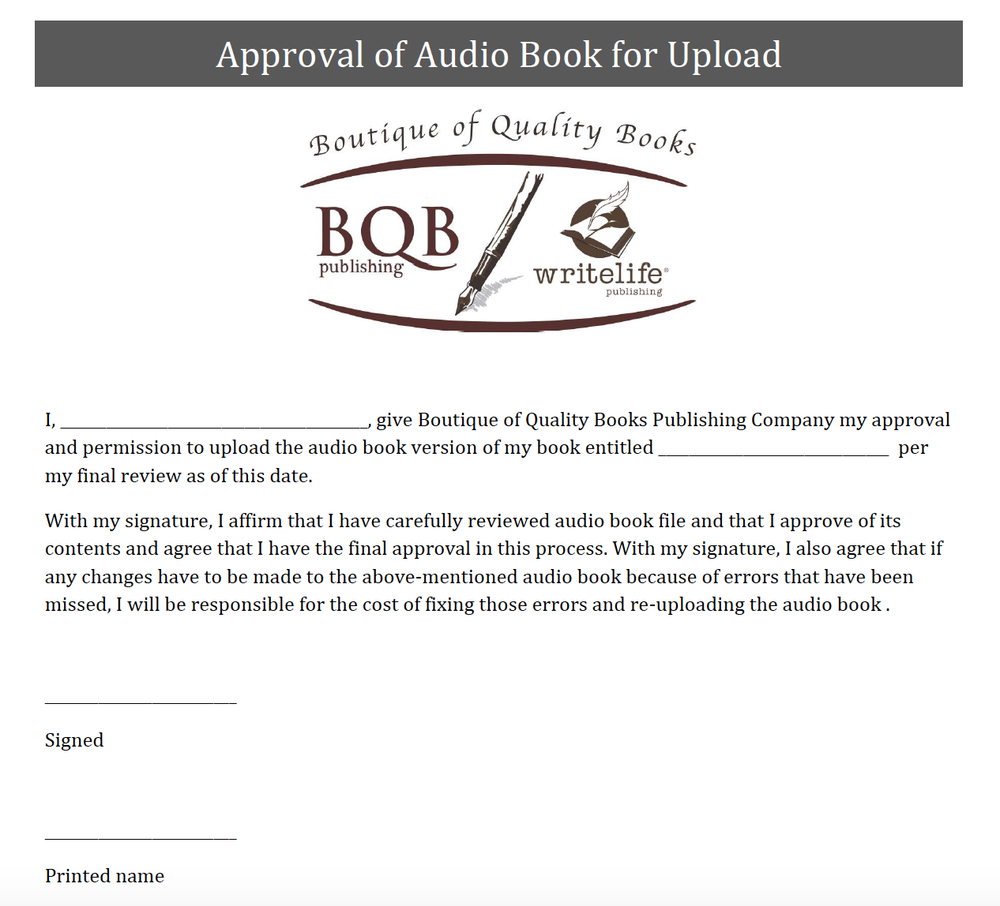 Approval of Audio Book for Upload
Boutique of Quality Books
BQB
publishing
writelife®
publishing
I, ________________________________________, give Boutique of Quality Books Publishing Company my approval
and permission to upload the audio book version of my book entitled ______________________________ per
my final review as of this date.
With my signature, I affirm that I have carefully reviewed audio book file and that I approve of its
contents and agree that I have the final approval in this process. With my signature, I also agree that if
any changes have to be made to the above-mentioned audio book because of errors that have been
missed, I will be responsible for the cost of fixing those errors and re-uploading the audio book .
_________________________
Signed
_________________________
Printed name